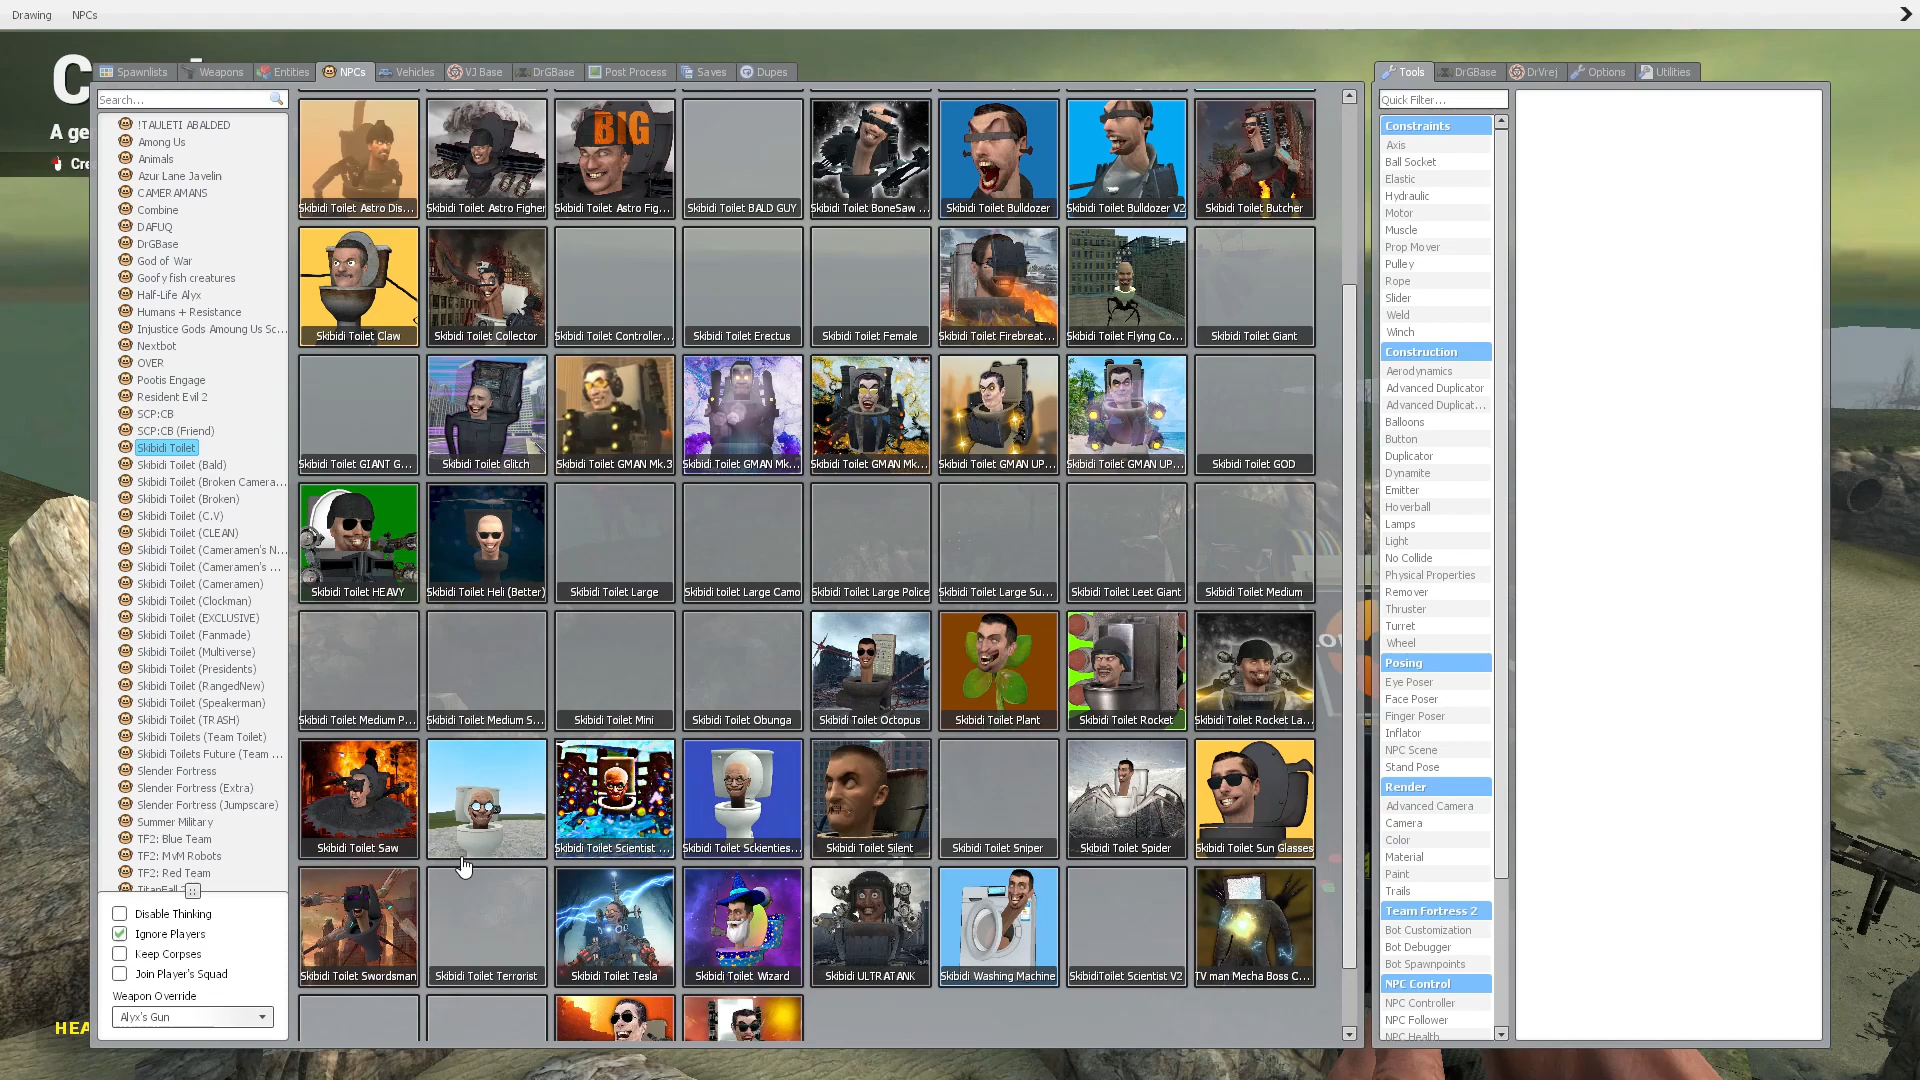 Drawing NPCs
Spawnlists Weapons Entities NPCs Vehicles VJ Base DrGBase Post Process Saves Dupes
Tools DrGBase DrVrej Options Utilities
C
A ge
Cre
HEA
Search...
!TAULETI ABALDED
Among Us
Animals
Azur Lane Javelin
CAMERAMANS
Combine
DAFUQ
DrGBase
God of War
Goofy fish creatures
Half-Life Alyx
Humans + Resistance
Injustice Gods Amoung Us Sc...
Nextbot
OVER
Pootis Engage
Resident Evil 2
SCP:CB
SCP:CB (Friend)
Skibidi Toilet
Skibidi Toilet (Bald)
Skibidi Toilet (Broken Camera...
Skibidi Toilet (Broken)
Skibidi Toilet (C.V)
Skibidi Toilet (CLEAN)
Skibidi Toilet (Cameramen's N...
Skibidi Toilet (Cameramen's ...
Skibidi Toilet (Cameramen)
Skibidi Toilet (Clockman)
Skibidi Toilet (EXCLUSIVE)
Skibidi Toilet (Fanmade)
Skibidi Toilet (Multiverse)
Skibidi Toilet (Presidents)
Skibidi Toilet (RangedNew)
Skibidi Toilet (Speakerman)
Skibidi Toilet (TRASH)
Skibidi Toilets (Team Toilet)
Skibidi Toilets Future (Team ...
Slender Fortress
Slender Fortress (Extra)
Slender Fortress (Jumpscare)
Summer Military
TF2: Blue Team
TF2: MvM Robots
TF2: Red Team
Disable Thinking
Ignore Players
Keep Corpses
Join Player's Squad
Weapon Override
Alyx's Gun
BIG
Skibidi Toilet Astro Dis... Skibidi Toilet Astro Figher Skibidi Toilet Astro Fig... Skibidi Toilet BALD GUY Skibidi Toilet BoneSaw ... Skibidi Toilet Bulldozer Skibidi Toilet Bulldozer V2 Skibidi Toilet Butcher
Skibidi Toilet Claw Skibidi Toilet Collector Skibidi Toilet Controller... Skibidi Toilet Erectus Skibidi Toilet Female Skibidi Toilet Firebreat... Skibidi Toilet Flying Co... Skibidi Toilet Giant
Skibidi Toilet GIANT G... Skibidi Toilet Glitch Skibidi Toilet GMAN Mk.3 Skibidi Toilet GMAN Mk... Skibidi Toilet GMAN Mk... Skibidi Toilet GMAN UP... Skibidi Toilet GMAN UP... Skibidi Toilet GOD
Skibidi Toilet HEAVY Skibidi Toilet Heli (Better) Skibidi Toilet Large Skibidi toilet Large Camo Skibidi Toilet Large Police Skibidi Toilet Large Su... Skibidi Toilet Leet Giant Skibidi Toilet Medium
Skibidi Toilet Medium P... Skibidi Toilet Medium S... Skibidi Toilet Mini Skibidi Toilet Obunga Skibidi Toilet Octopus Skibidi Toilet Plant Skibidi Toilet Rocket Skibidi Toilet Rocket La...
Skibidi Toilet Saw Skibidi Toilet Scientist ... Skibidi Toilet Sckienties... Skibidi Toilet Silent Skibidi Toilet Sniper Skibidi Toilet Spider Skibidi Toilet Sun Glasses
Skibidi Toilet Swordsman Skibidi Toilet Terrorist Skibidi Toilet Tesla Skibidi Toilet Wizard Skibidi ULTRATANK Skibidi Washing Machine SkibidiToilet Scientist V2 TV man Mecha Boss C...
Quick Filter...
Constraints
Axis
Ball Socket
Elastic
Hydraulic
Motor
Muscle
Prop Mover
Pulley
Rope
Slider
Weld
Winch
Construction
Aerodynamics
Advanced Duplicator
Advanced Duplicat...
Balloons
Button
Duplicator
Dynamite
Emitter
Hoverball
Lamps
Light
No Collide
Physical Properties
Remover
Thruster
Turret
Wheel
Posing
Eye Poser
Face Poser
Finger Poser
Inflator
NPC Scene
Stand Pose
Render
Advanced Camera
Camera
Color
Material
Paint
Trails
Team Fortress 2
Bot Customization
Bot Debugger
Bot Spawnpoints
NPC Control
NPC Controller
NPC Follower
NPC Health